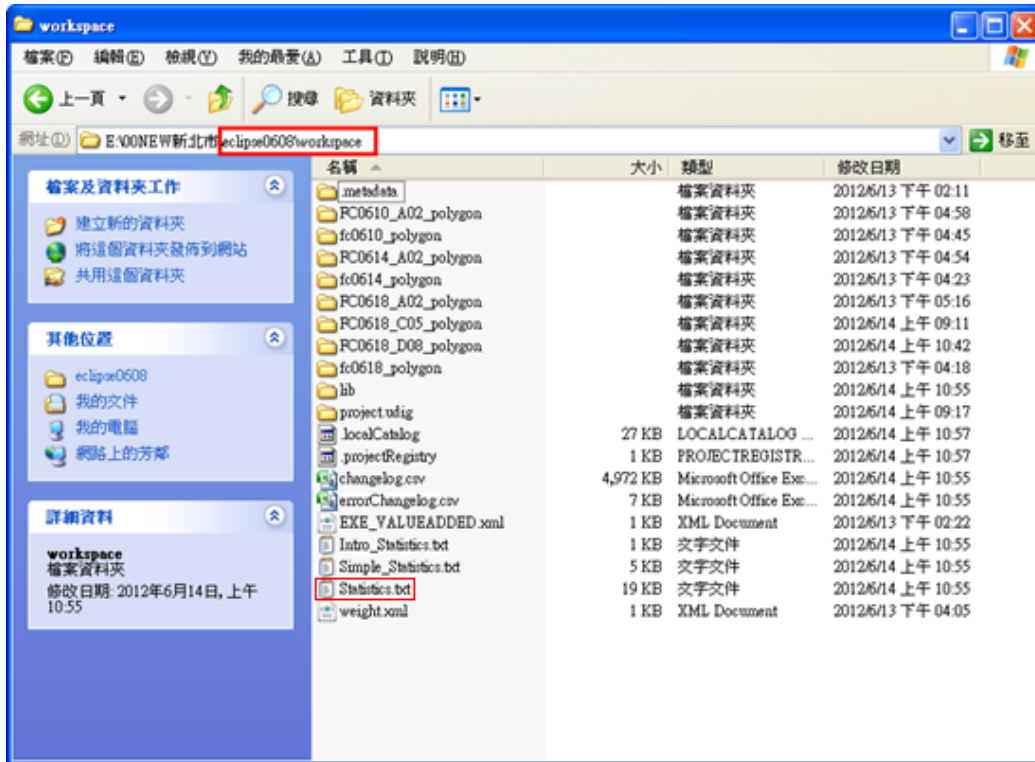 workspace
檔案(F) 編輯(E) 檢視(V) 我的最愛(A) 工具(T) 說明(H)
上一頁 搜尋 資料夾
網址(D) E:\00NEW新北市\eclipse0608\workspace 移至
檔案及資料夾工作
建立新的資料夾
將這個資料夾發佈到網站
共用這個資料夾
其他位置
eclipse0608
我的文件
我的電腦
網路上的芳鄰
詳細資料
workspace
檔案資料夾
修改日期: 2012年6月14日, 上午
10:55
名稱 大小 類型 修改日期
.metadata 檔案資料夾 2012/6/13 下午 02:11
FC0610_A02_polygon 檔案資料夾 2012/6/13 下午 04:58
fc0610_polygon 檔案資料夾 2012/6/13 下午 04:45
FC0614_A02_polygon 檔案資料夾 2012/6/13 下午 04:54
fc0614_polygon 檔案資料夾 2012/6/13 下午 04:23
FC0618_A02_polygon 檔案資料夾 2012/6/13 下午 05:16
FC0618_C05_polygon 檔案資料夾 2012/6/14 上午 09:11
FC0618_D08_polygon 檔案資料夾 2012/6/14 上午 10:42
fc0618_polygon 檔案資料夾 2012/6/13 下午 04:18
lib 檔案資料夾 2012/6/14 上午 10:55
project.udig 檔案資料夾 2012/6/14 上午 09:17
.localCatalog 27 KB LOCALCATALOG ... 2012/6/14 上午 10:57
.projectRegistry 1 KB PROJECTREGISTR... 2012/6/14 上午 10:57
changelog.csv 4,972 KB Microsoft Office Exc... 2012/6/14 上午 10:55
errorChangelog.csv 7 KB Microsoft Office Exc... 2012/6/14 上午 10:55
EXE_VALUEADDED.xml 1 KB XML Document 2012/6/13 下午 02:22
Intro_Statistics.txt 1 KB 文字文件 2012/6/14 上午 10:55
Simple_Statistics.txt 5 KB 文字文件 2012/6/14 上午 10:55
Statistics.txt 19 KB 文字文件 2012/6/14 上午 10:55
weight.xml 1 KB XML Document 2012/6/13 下午 04:05